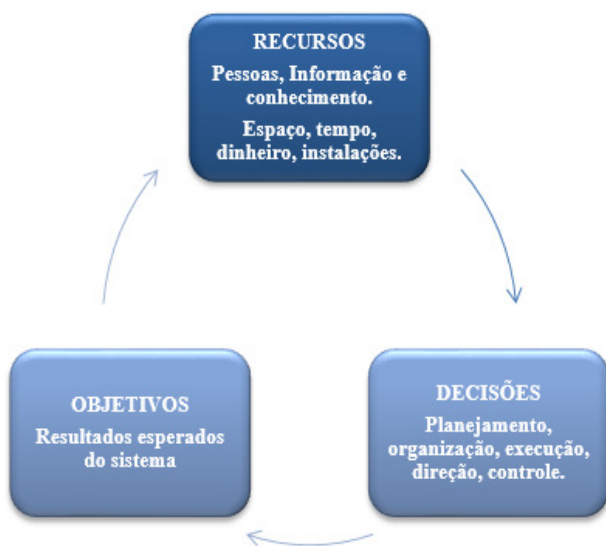 RECURSOS
Pessoas, Informação e
conhecimento.
Espaço, tempo,
dinheiro, instalações.
OBJETIVOS
Resultados esperados
do sistema
DECISÕES
Planejamento,
organização, execução,
direção, controle.